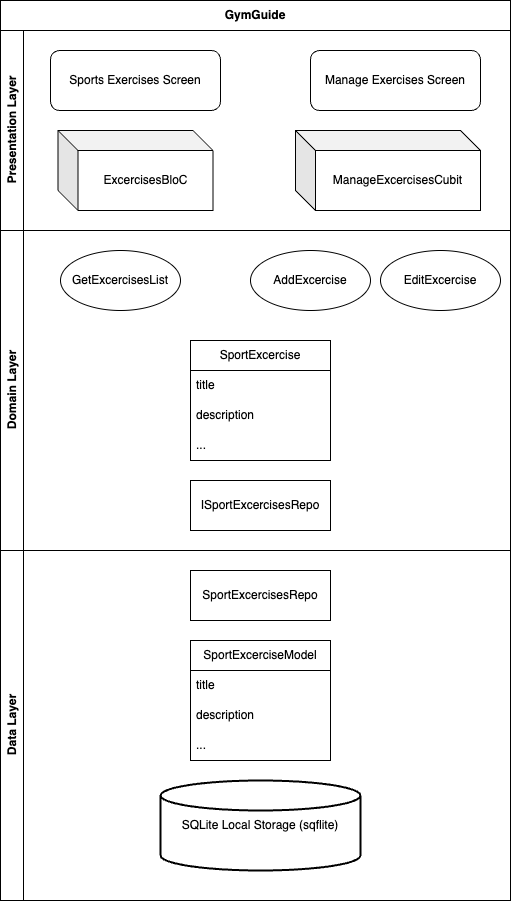 GymGuide
Presentation Layer
Sports Exercises Screen
Manage Exercises Screen
ExcercisesBloC
ManageExcercisesCubit
Domain Layer
GetExcercisesList
AddExcercise
EditExcercise
SportExcercise
title
description
...
ISportExcercisesRepo
Data Layer
SportExcercisesRepo
SportExcerciseModel
title
description
...
SQLite Local Storage (sqflite)